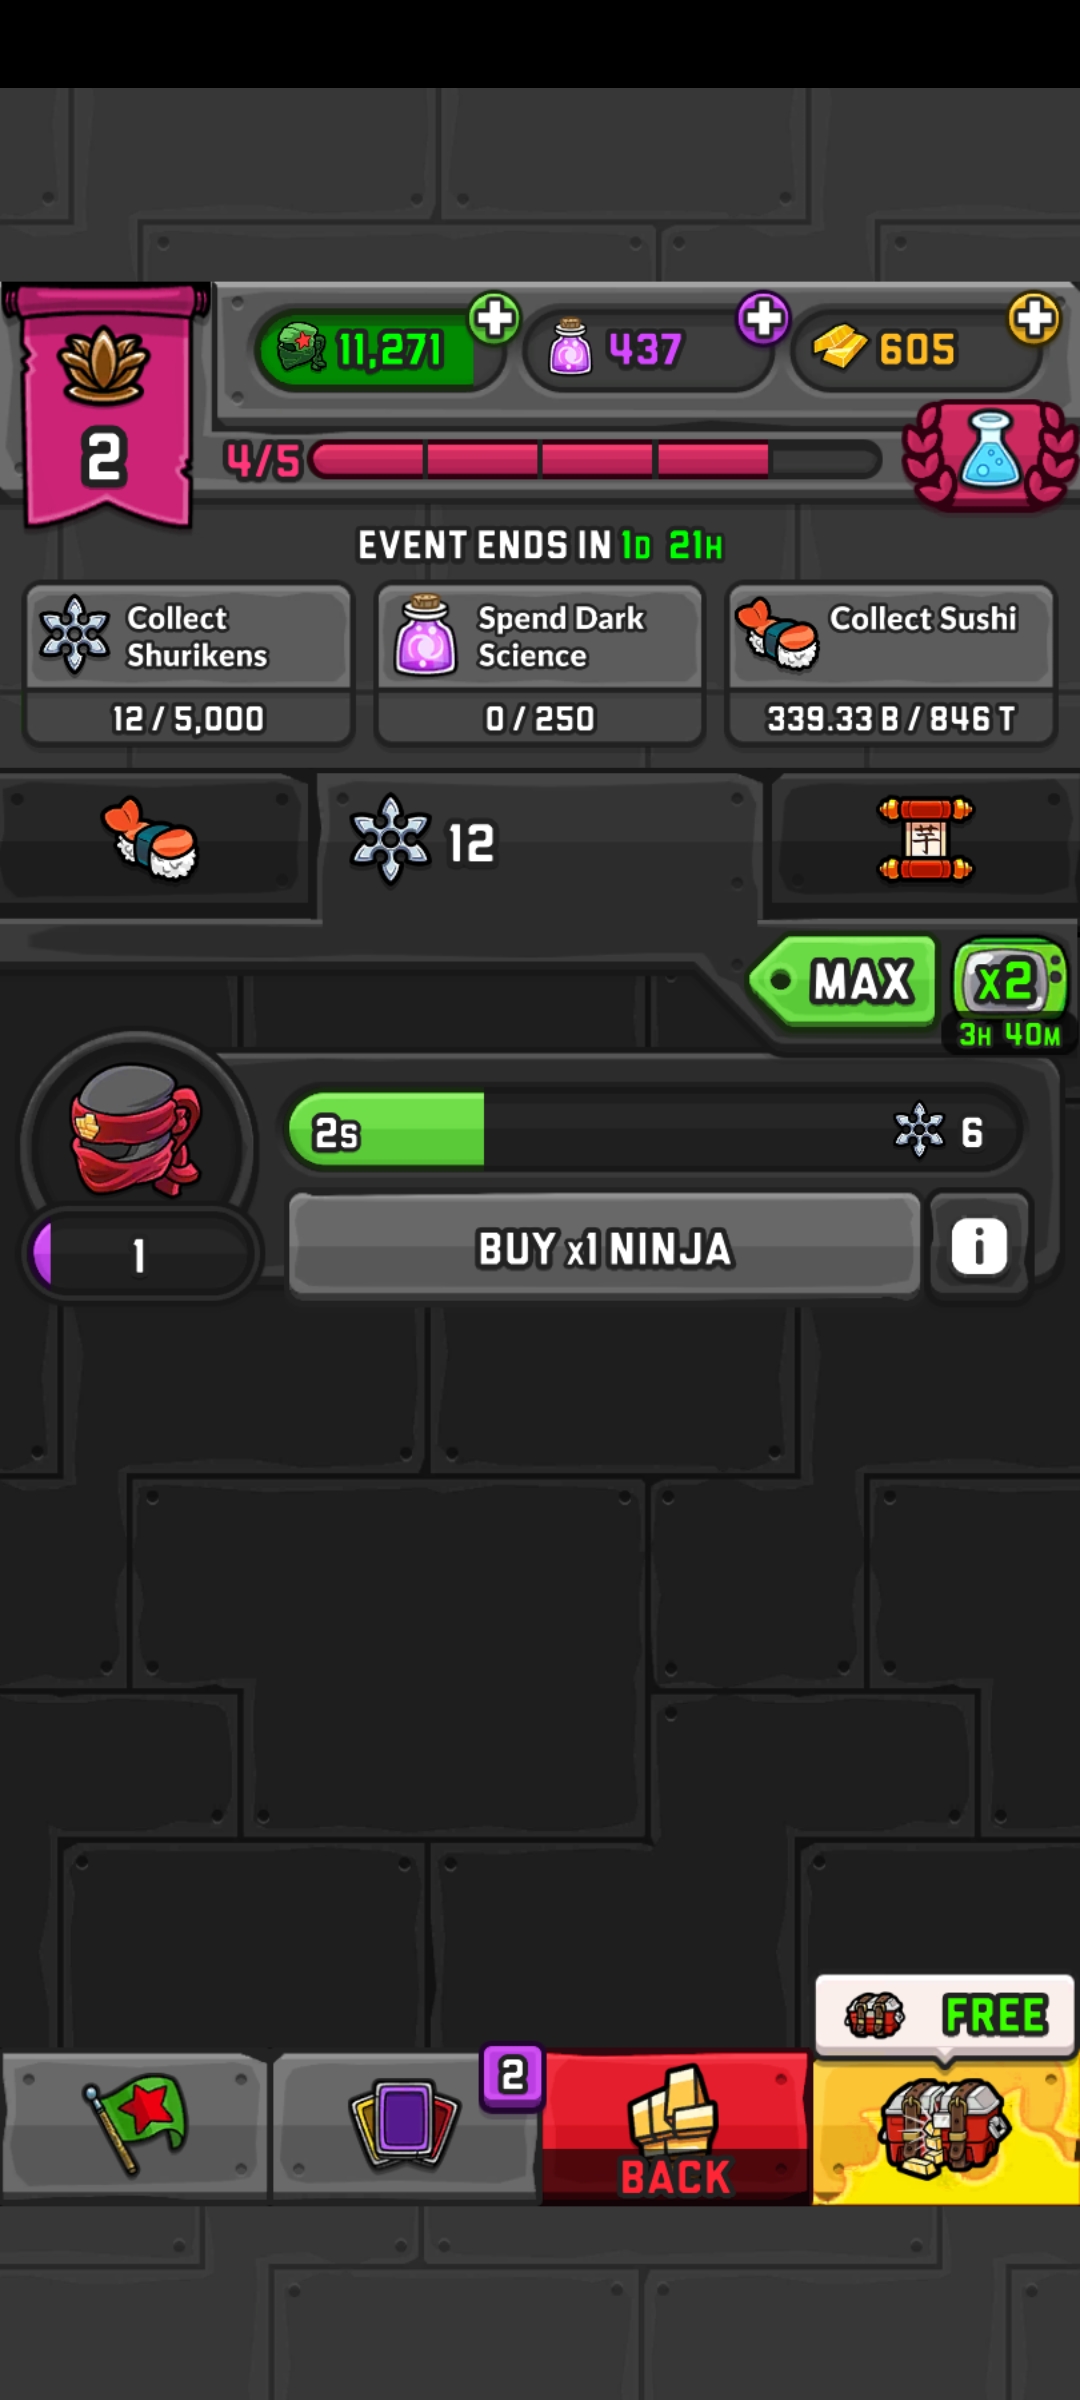 11,271
437
605
2
4/5
EVENT ENDS IN 1D 21H
Collect
Shurikens
12 / 5,000
Spend Dark
Science
0 / 250
Collect Sushi
339.33 B / 846 T
12
芋
MAX
x2
3H 40M
2s
6
1
BUY x1 NINJA
i
FREE
2
BACK